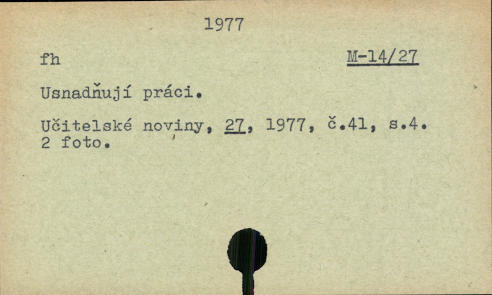 1977
fh M-14/27
Usnadňují práci.
Učitelské noviny, 27, 1977, č.41, s.4.
2 foto.